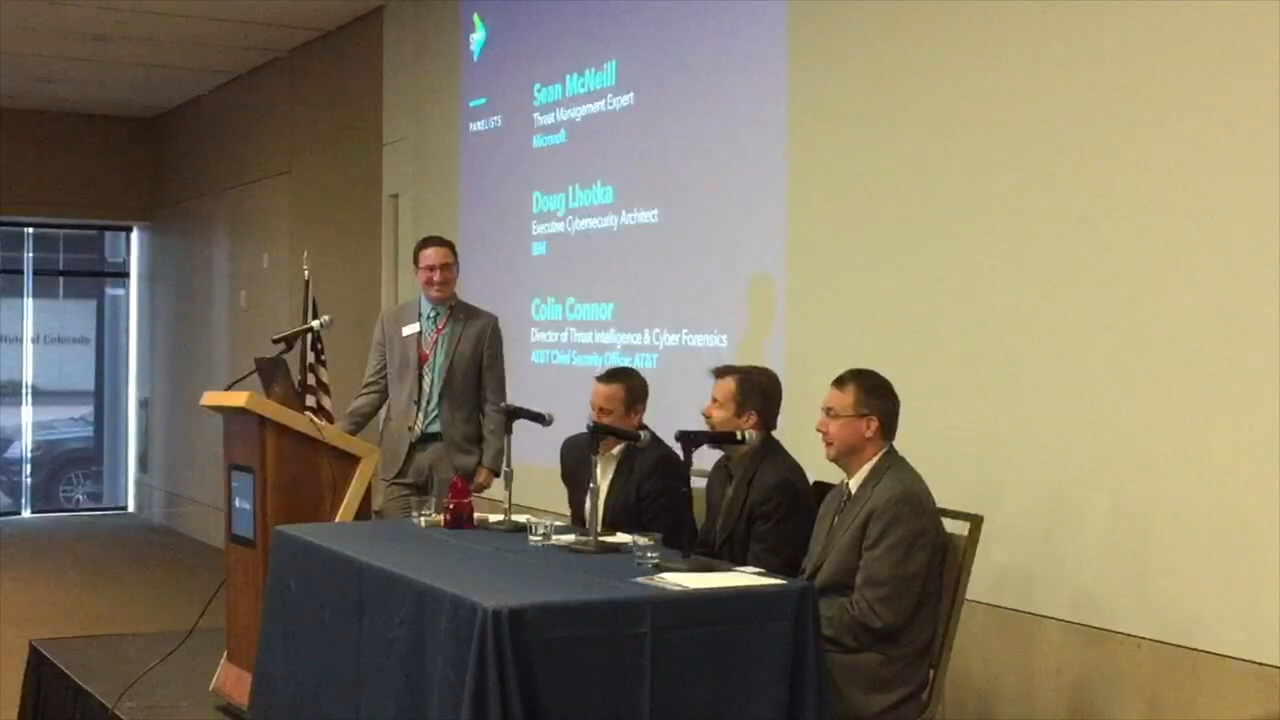 PANELISTS
Sean McNeill
Threat Management Expert
Microsoft
Doug Lhotka
Executive Cybersecurity Architect
IBM
Colin Connor
Director of Threat Intelligence & Cyber Forensics
AT&T Chief Security Office, AT&T
of Colorado